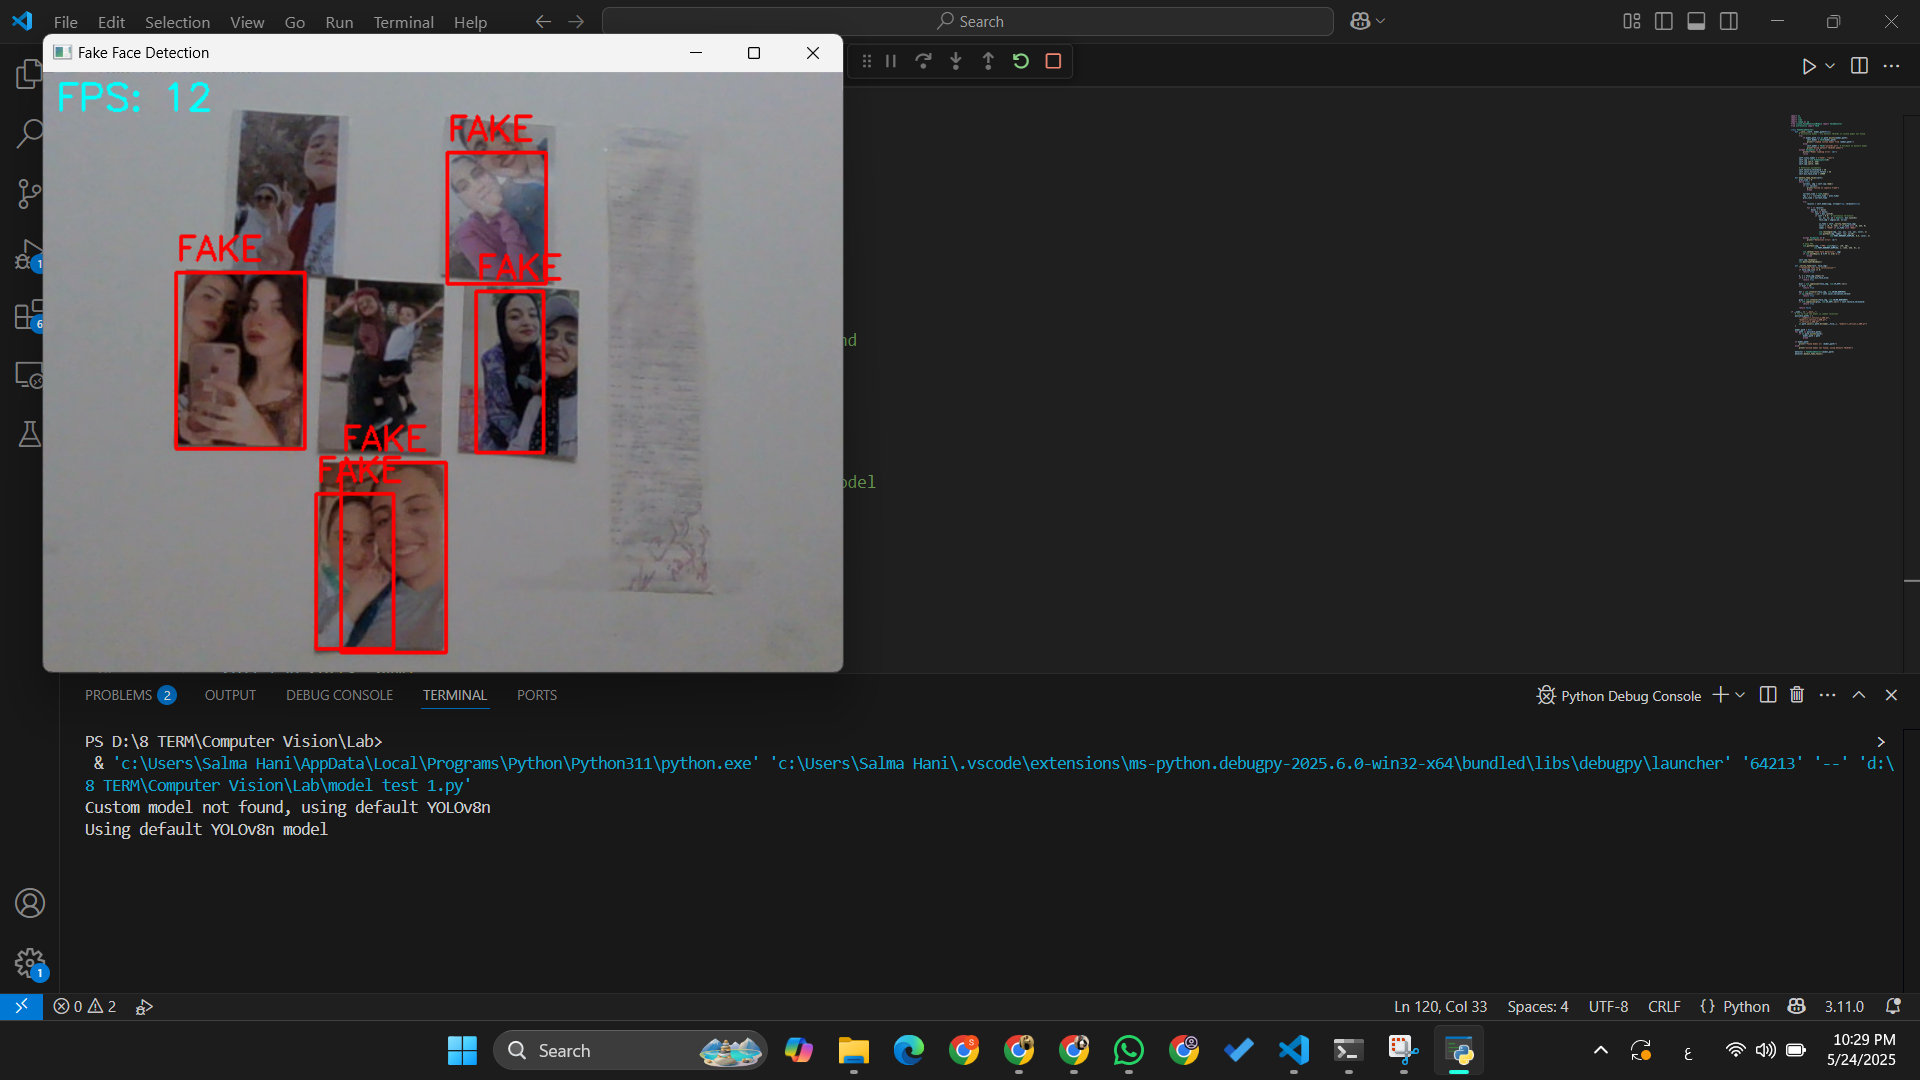 File Edit Selection View Go Run Terminal Help
Search
Fake Face Detection
FPS: 12
FAKE
FAKE
FAKE
FAKE
FAKE
FAKE
nd
odel
1
6
PROBLEMS 2 OUTPUT DEBUG CONSOLE TERMINAL PORTS
Python Debug Console
PS D:\8 TERM\Computer Vision\Lab>
& 'c:\Users\Salma Hani\AppData\Local\Programs\Python\Python311\python.exe' 'c:\Users\Salma Hani\.vscode\extensions\ms-python.debugpy-2025.6.0-win32-x64\bundled\libs\debugpy\launcher' '64213' '--' 'd:\
8 TERM\Computer Vision\Lab\model test 1.py'
Custom model not found, using default YOLOv8n
Using default YOLOv8n model
1
0 2
Ln 120, Col 33 Spaces: 4 UTF-8 CRLF {} Python 3.11.0
Search
ع
10:29 PM
5/24/2025